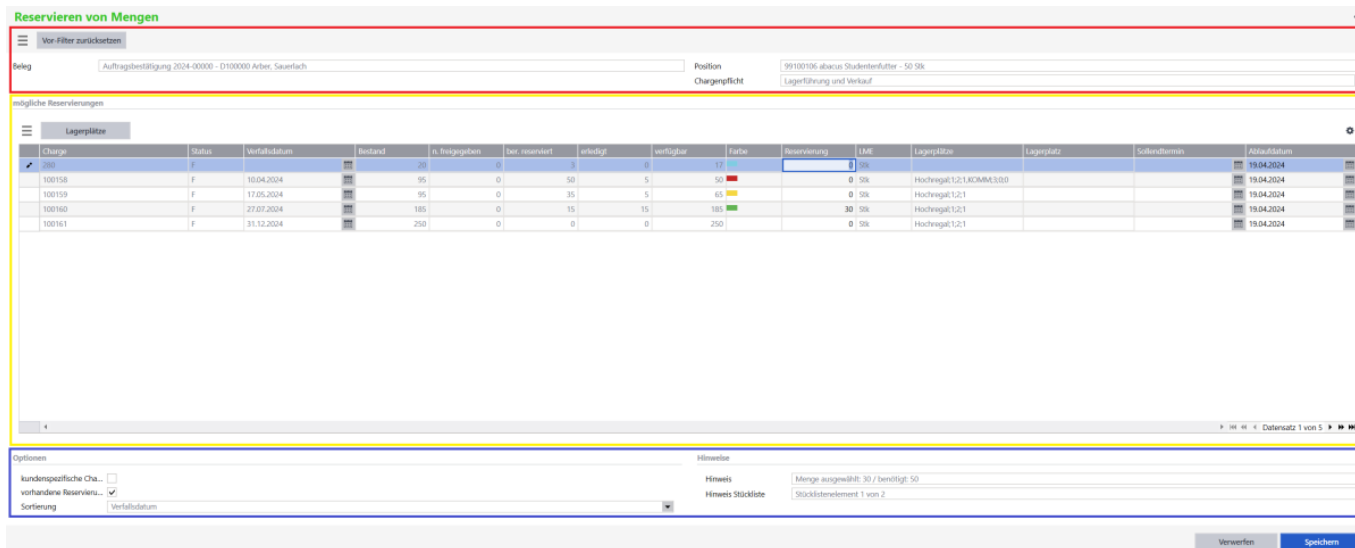 Reservieren von Mengen
Vor-Filter zurücksetzen
Beleg Auftragsbestätigung 2024-00000 - D100000 Arber, Sauerlach Position 99100106 abacus Studentenfutter - 50 Stk
Chargenpflicht Lagerführung und Verkauf
mögliche Reservierungen
Lagerplätze
Charge Status Verfallsdatum Bestand n. freigegeben ber. reserviert erledigt verfügbar Farbe Reservierung LME Lagerplätze Lagerplatz Sollendtermin Ablaufdatum
280 F 20 0 3 0 17 0 Stk 19.04.2024
100158 F 10.04.2024 95 0 50 5 50 0 Stk Hochregal;1;2;1,KOMM;3;0;0 19.04.2024
100159 F 17.05.2024 95 0 35 5 65 0 Stk Hochregal;1;2;1 19.04.2024
100160 F 27.07.2024 185 0 15 15 185 30 Stk Hochregal;1;2;1 19.04.2024
100161 F 31.12.2024 250 0 0 0 250 0 Stk Hochregal;1;2;1 19.04.2024
Datensatz 1 von 5
Optionen Hinweise
kundenspezifische Cha... Hinweis Menge ausgewählt: 30 / benötigt: 50
vorhandene Reservieru... Hinweis Stückliste Stücklistenelement 1 von 2
Sortierung Verfallsdatum
Verwerfen Speichern